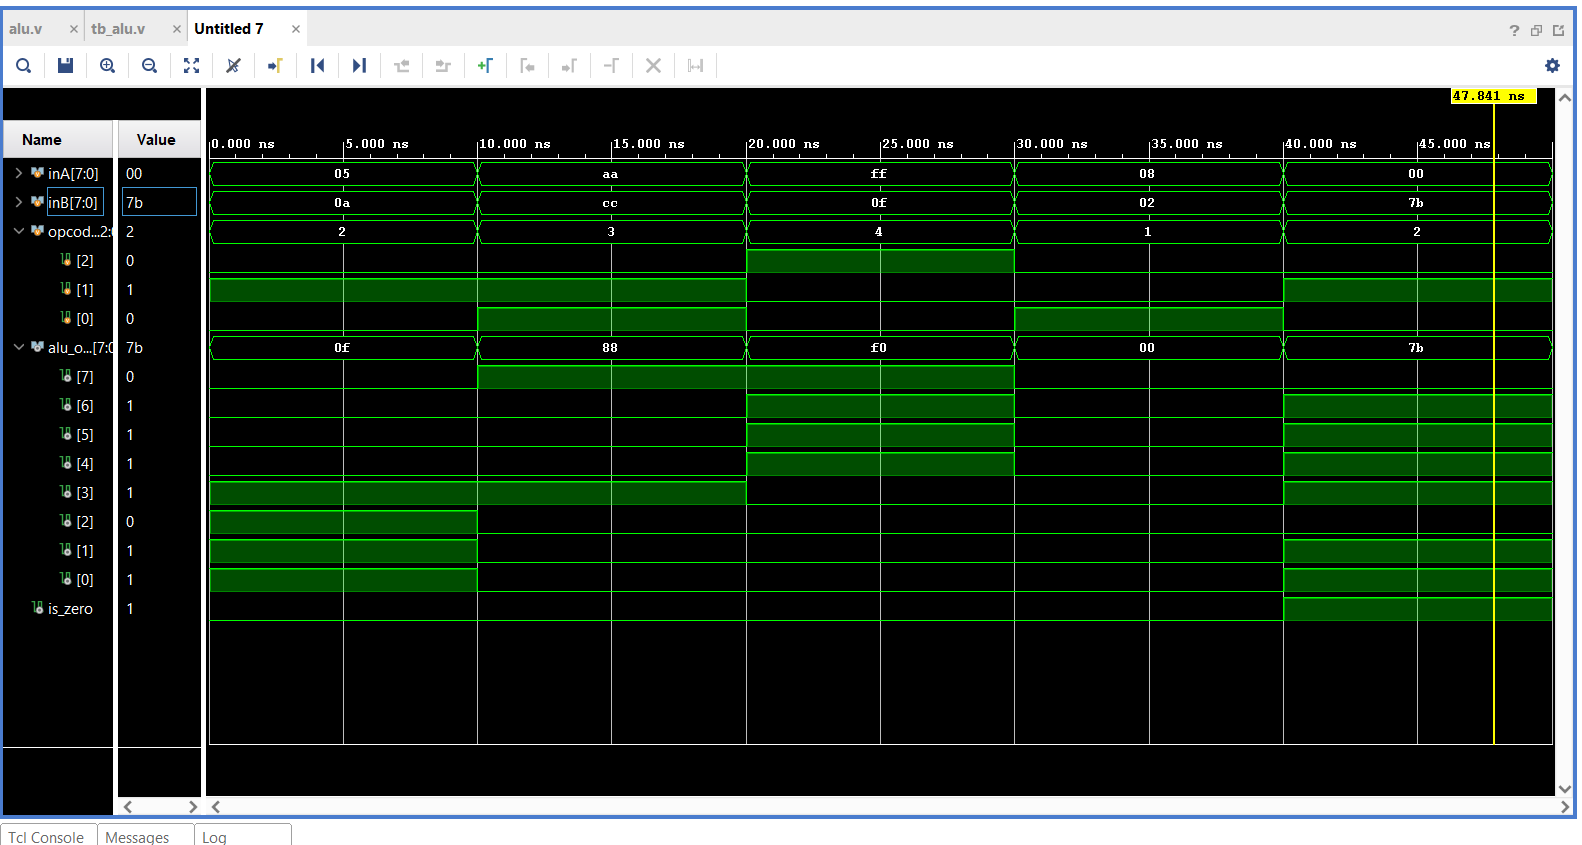 alu.v × tb_alu.v × Untitled 7 × ?
47.841 ns
Name Value
0.000 ns 5.000 ns 10.000 ns 15.000 ns 20.000 ns 25.000 ns 30.000 ns 35.000 ns 40.000 ns 45.000 ns
inA[7:0] 00 05 aa ff 08 00
inB[7:0] 7b 0a cc 0f 02 7b
opcod...2:0 2 2 3 4 1 2
[2] 0
[1] 1
[0] 0
alu_o...[7:0 7b 0f 88 f0 00 7b
[7] 0
[6] 1
[5] 1
[4] 1
[3] 1
[2] 0
[1] 1
[0] 1
is_zero 1
Tcl Console Messages Log